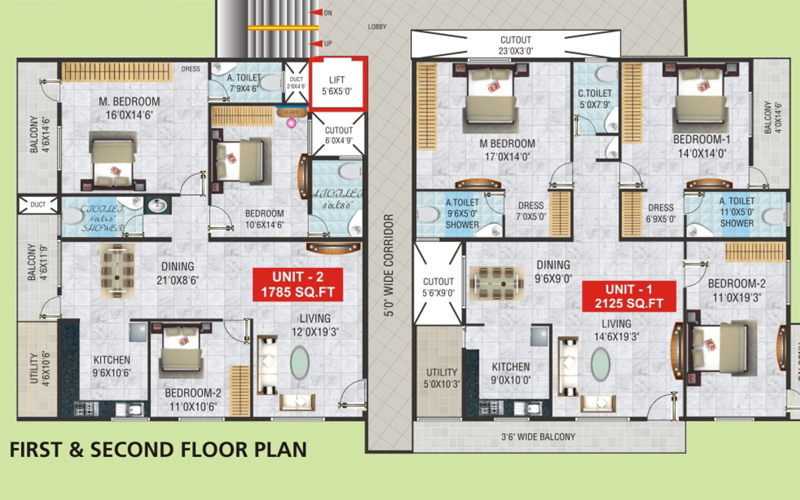 DN
LOBBY
UP
CUTOUT
23'0X3'0"
DRESS
A. TOILET
7'9X4'6"
DUCT
2'6X4'6"
LIFT
5'6X5'0"
M. BEDROOM
16'0X14'6"
BALCONY
4'6X14'6"
CUTOUT
6'0X4'9"
BEDROOM
10'6X14'6"
DUCT
C.TOILET
SHOWER
A.TOILET
BALCONY
4'6X11'9"
DINING
21'0X8'6"
UNIT - 2
1785 SQ.FT
LIVING
12'0X19'3"
KITCHEN
9'6X10'6"
UTILITY
4'6X10'6"
BEDROOM-2
11'0X10'6"
5'0" WIDE CORRIDOR
M BEDROOM
17'0X14'0"
C.TOILET
5'0X7'9"
BEDROOM-1
14'0X14'0"
BALCONY
4'0X14'0"
A.TOILET
9'6X5'0"
SHOWER
DRESS
7'0X5'0"
DRESS
6'9X5'0"
A. TOILET
11'0X5'0"
SHOWER
CUTOUT
5'6"X9'0"
DINING
9'6X9'0"
UNIT - 1
2125 SQ.FT
LIVING
14'6X19'3"
BEDROOM-2
11'0X19'3"
UTILITY
5'0X10'3"
KITCHEN
9'0X10'0"
3'6" WIDE BALCONY
FIRST & SECOND FLOOR PLAN